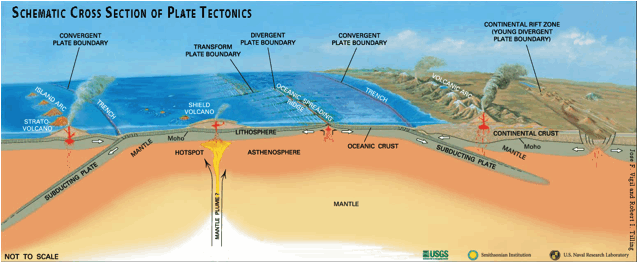 SCHEMATIC CROSS SECTION OF PLATE TECTONICS
CONVERGENT
PLATE BOUNDARY
TRANSFORM
PLATE BOUNDARY
DIVERGENT
PLATE BOUNDARY
CONVERGENT
PLATE BOUNDARY
CONTINENTAL RIFT ZONE
(YOUNG DIVERGENT
PLATE BOUNDARY)
ISLAND ARC
TRENCH
STRATO-
VOLCANO
SHIELD
VOLCANO
OCEANIC SPREADING
RIDGE
TRENCH
VOLCANIC ARC
LITHOSPHERE
Moho
MANTLE
HOTSPOT
ASTHENOSPHERE
OCEANIC CRUST
CONTINENTAL CRUST
Moho
MANTLE
SUBDUCTING PLATE
SUBDUCTING PLATE
MANTLE PLUME?
MANTLE
NOT TO SCALE
USGS
Smithsonian Institution
U.S. Naval Research Laboratory
Jose F. Vigil and Robert I. Tilling